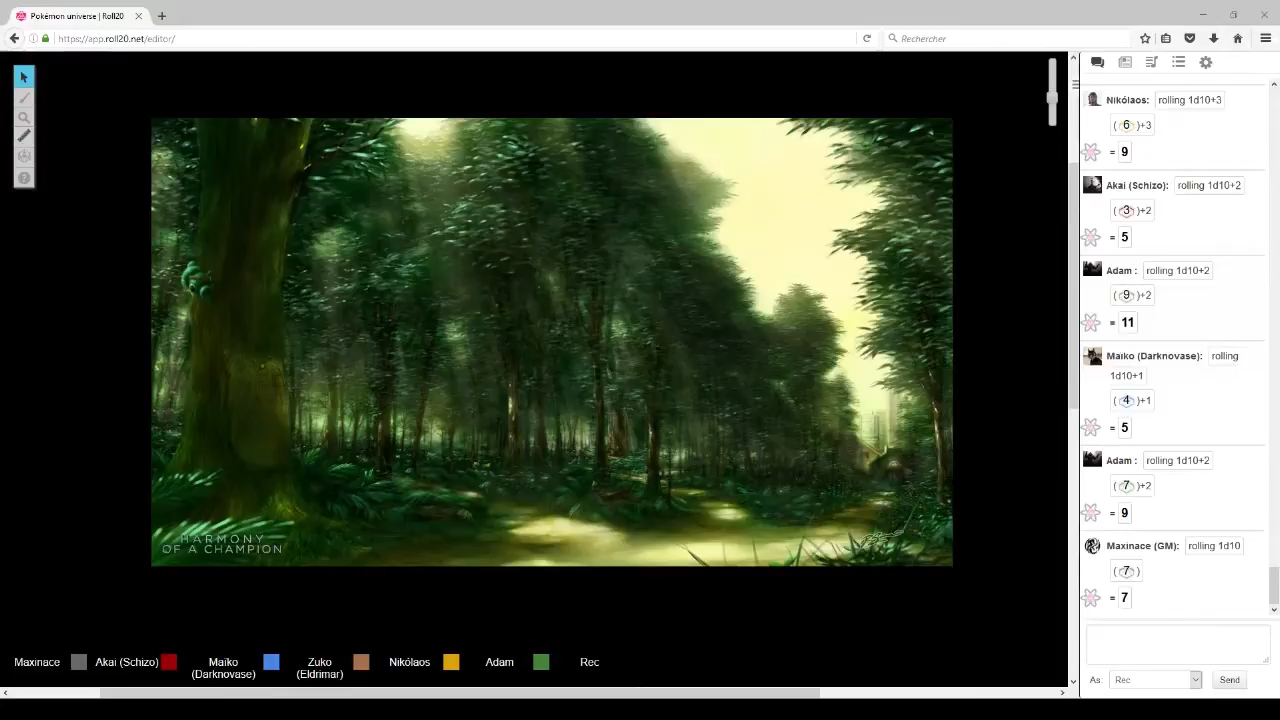 Pokémon universe | Roll20
https://app.roll20.net/editor/
Rechercher
Nikólaos: rolling 1d10+3
(6)+3
= 9
Akai (Schizo): rolling 1d10+2
(3)+2
= 5
Adam : rolling 1d10+2
(9)+2
= 11
Maïko (Darknovase): rolling
1d10+1
(4)+1
= 5
Adam : rolling 1d10+2
(7)+2
= 9
Maxinace (GM): rolling 1d10
(7)
= 7
HARMONY
OF A CHAMPION
Maxinace Akai (Schizo) Maïko Zuko Nikólaos Adam Rec
(Darknovase) (Eldrimar)
As: Rec Send